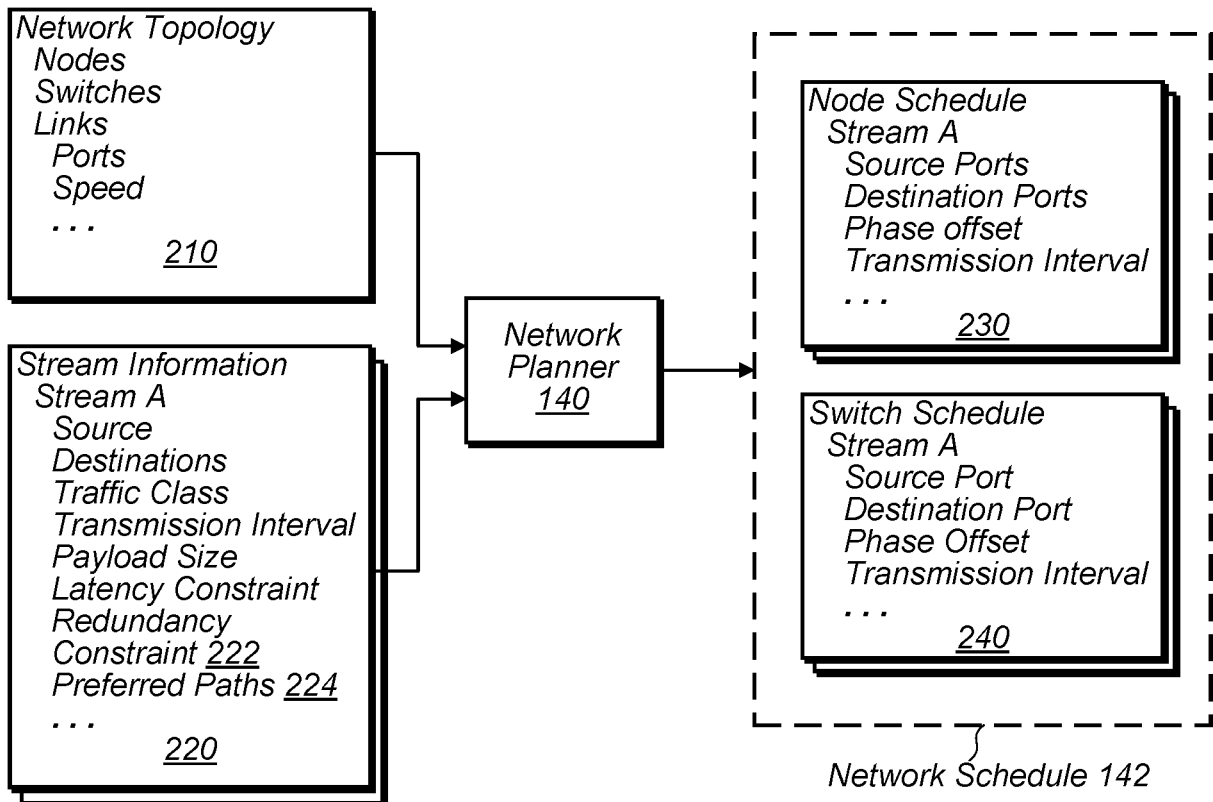 Network Topology
Nodes
Switches
Links
Ports
Speed
. . .
210
Stream Information
Stream A
Source
Destinations
Traffic Class
Transmission Interval
Payload Size
Latency Constraint
Redundancy
Constraint 222
Preferred Paths 224
. . .
220
Network
Planner
140
Node Schedule
Stream A
Source Ports
Destination Ports
Phase offset
Transmission Interval
. . .
230
Switch Schedule
Stream A
Source Port
Destination Port
Phase Offset
Transmission Interval
. . .
240
Network Schedule 142